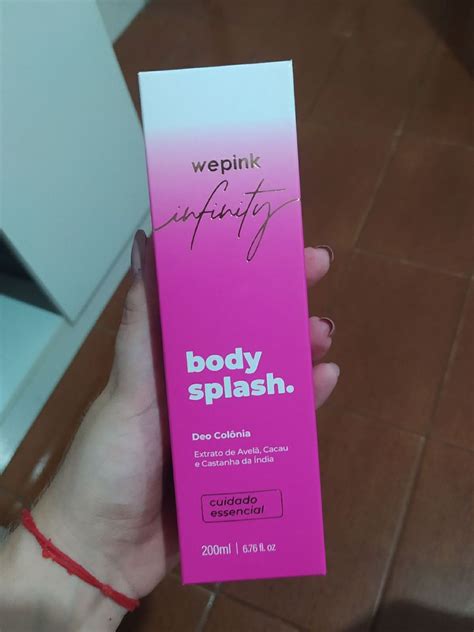 wepink
infinity
body
splash.
Deo Colônia
Extrato de Avelã, Cacau
e Castanha da Índia
cuidado
essencial
200ml | 6.76 fl. oz